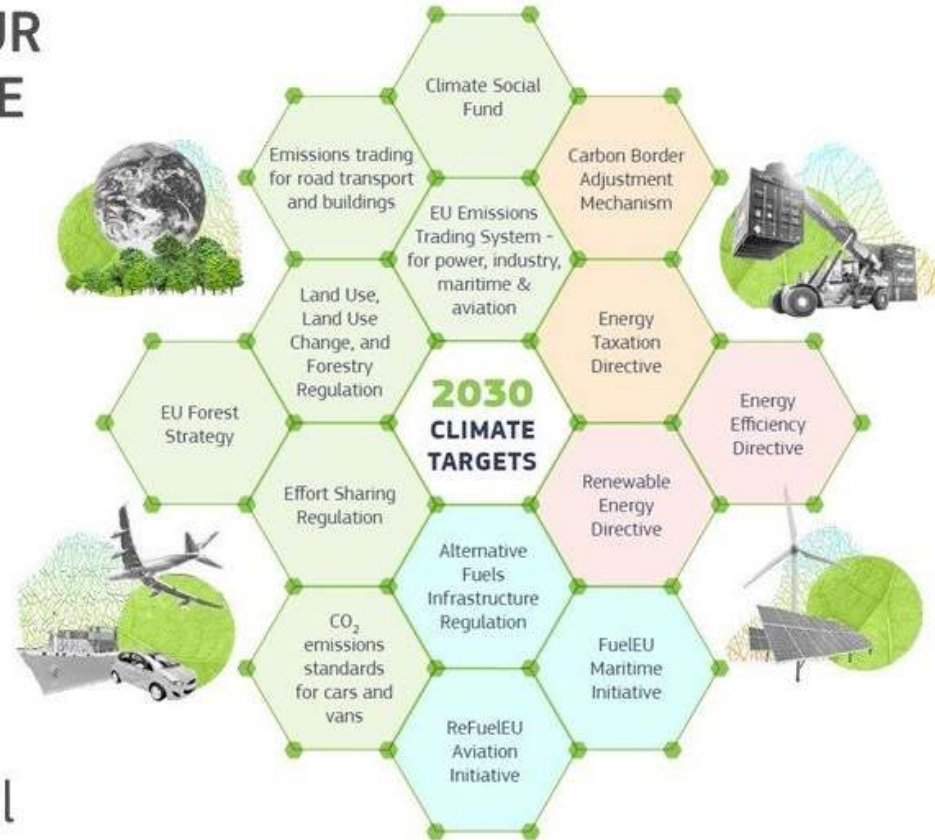 UR
E
Climate Social
Fund
Emissions trading
for road transport
and buildings
Carbon Border
Adjustment
Mechanism
EU Emissions
Trading System -
for power, industry,
maritime &
aviation
Land Use,
Land Use
Change, and
Forestry
Regulation
Energy
Taxation
Directive
EU Forest
Strategy
2030
CLIMATE
TARGETS
Energy
Efficiency
Directive
Effort Sharing
Regulation
Renewable
Energy
Directive
Alternative
Fuels
Infrastructure
Regulation
CO₂
emissions
standards
for cars and
vans
FuelEU
Maritime
Initiative
ReFuelEU
Aviation
Initiative
l